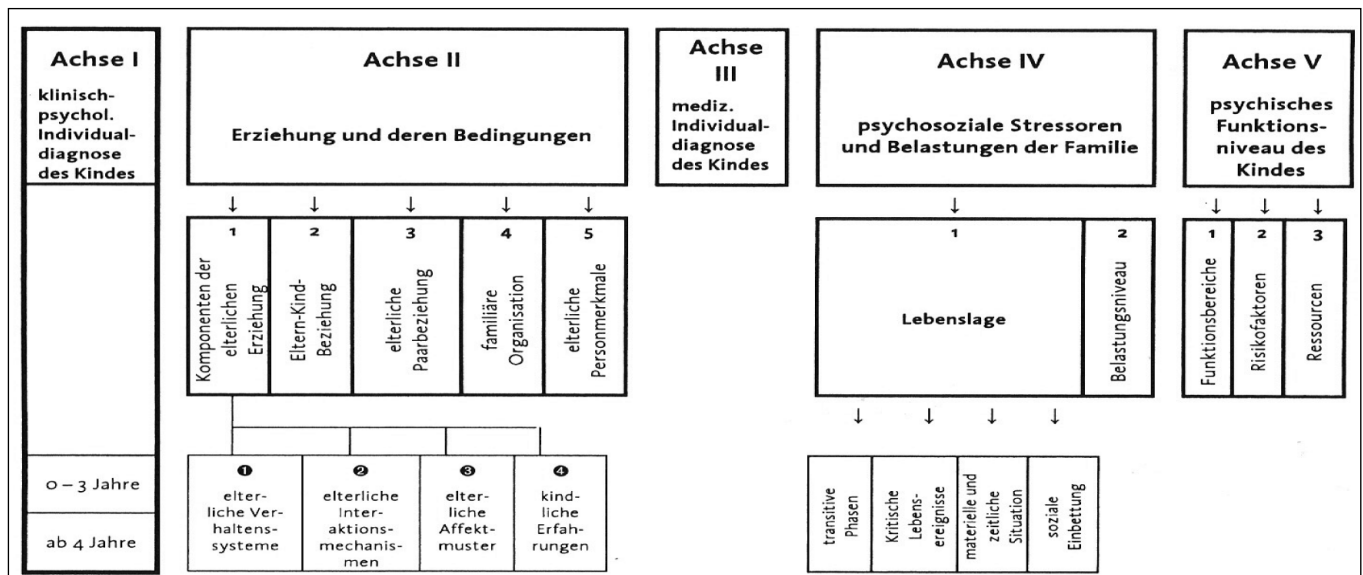 Achse I
klinisch-
psychol.
Individual-
diagnose
des Kindes
0 – 3 Jahre
ab 4 Jahre
Achse II
Erziehung und deren Bedingungen
↓ ↓ ↓ ↓ ↓
1
Komponenten der
elterlichen
Erziehung
2
Eltern-Kind-
Beziehung
3
elterliche
Paarbeziehung
4
familiäre
Organisation
5
elterliche
Personmerkmale
❶
elter-
liche Ver-
haltens-
systeme
❷
elterliche
Inter-
aktions-
mechanis-
men
❸
elter-
liche
Affekt-
muster
❹
kind-
liche
Erfah-
rungen
Achse
III
mediz.
Individual-
diagnose
des Kindes
Achse IV
psychosoziale Stressoren
und Belastungen der Familie
↓
1
Lebenslage
2
Belastungsniveau
↓ ↓ ↓ ↓
transitive
Phasen
Kritische
Lebens-
ereignisse
materielle und
zeitliche
Situation
soziale
Einbettung
Achse V
psychisches
Funktions-
niveau des
Kindes
↓ ↓ ↓
1
Funktionsbereiche
2
Risikofaktoren
3
Ressourcen